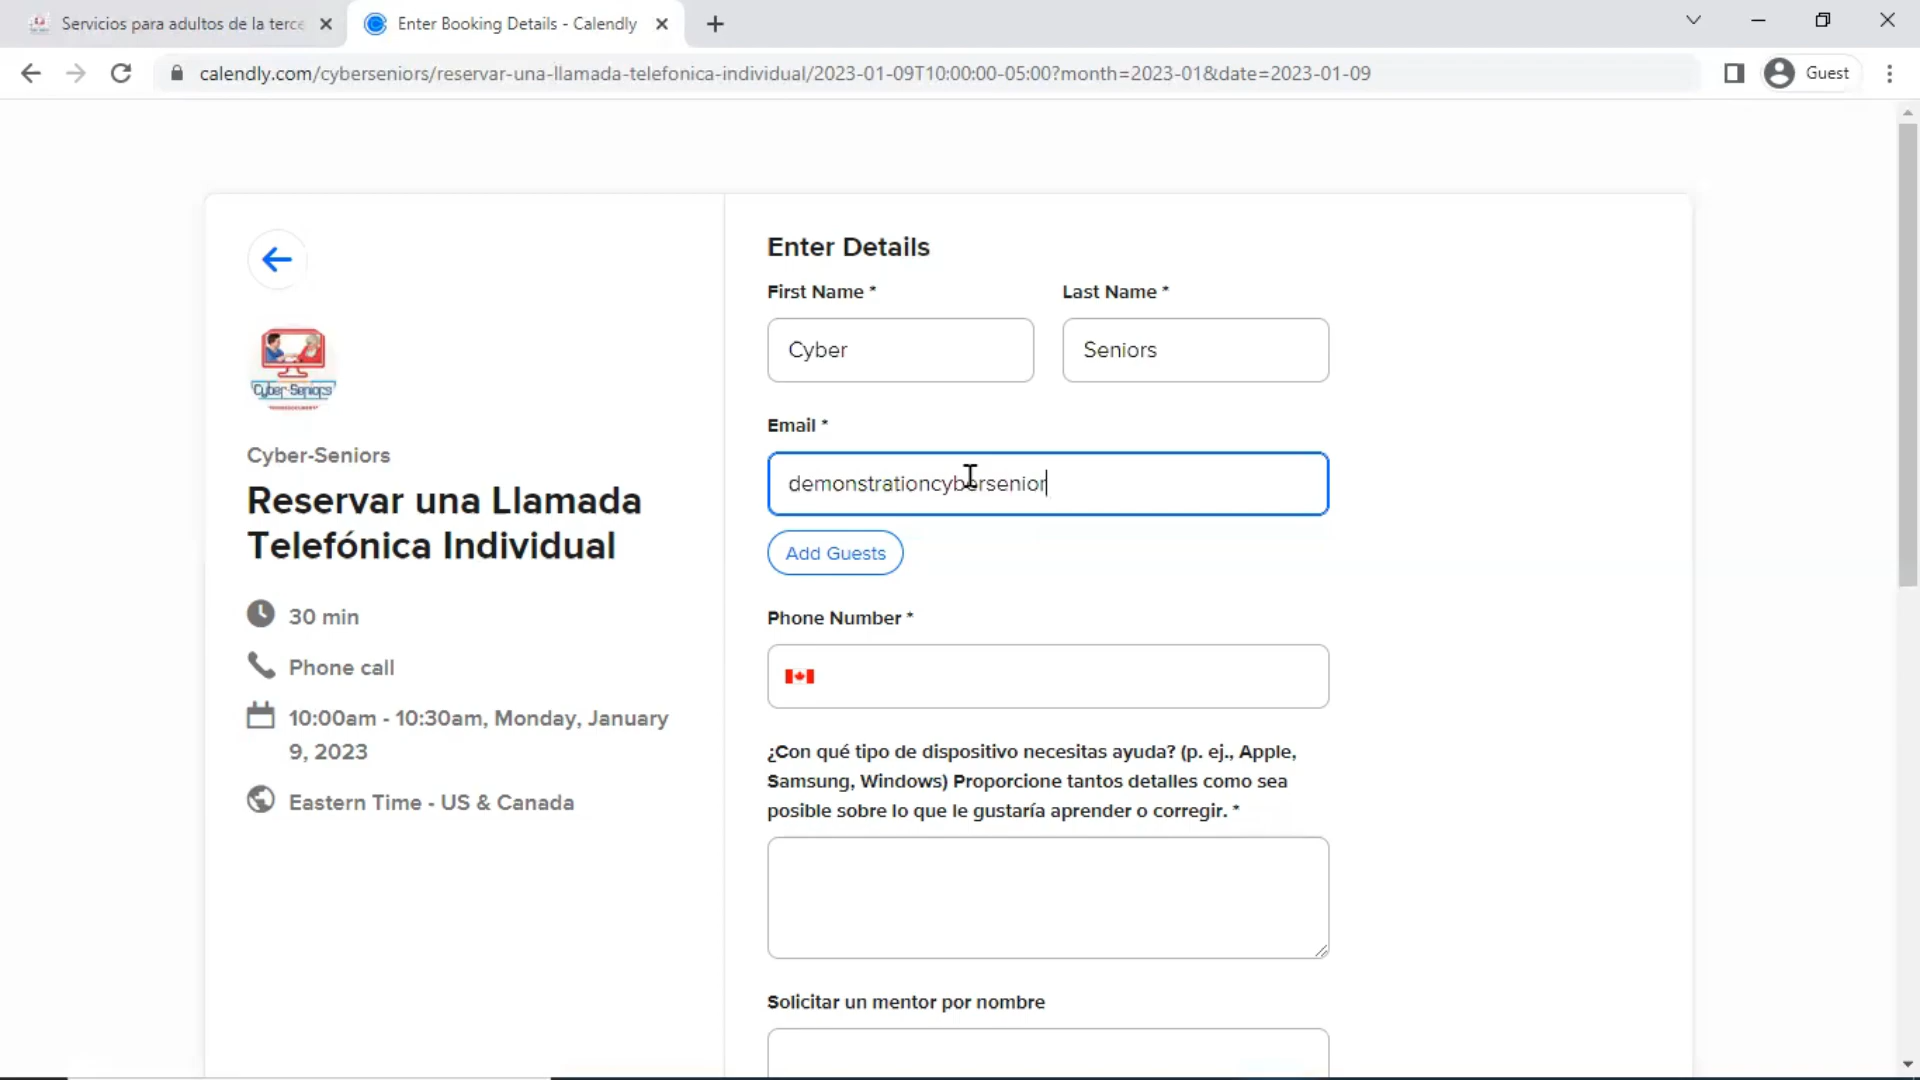 Servicios para adultos de la terce
Enter Booking Details - Calendly
calendly.com/cyberseniors/reservar-una-llamada-telefonica-individual/2023-01-09T10:00:00-05:00?month=2023-01&date=2023-01-09
Guest
Cyber-Seniors
Cyber-Seniors
Reservar una Llamada
Telefónica Individual
30 min
Phone call
10:00am - 10:30am, Monday, January
9, 2023
Eastern Time - US & Canada
Enter Details
First Name * Last Name *
Cyber Seniors
Email *
demonstrationcybersenior
Add Guests
Phone Number *
¿Con qué tipo de dispositivo necesitas ayuda? (p. ej., Apple,
Samsung, Windows) Proporcione tantos detalles como sea
posible sobre lo que le gustaría aprender o corregir. *
Solicitar un mentor por nombre